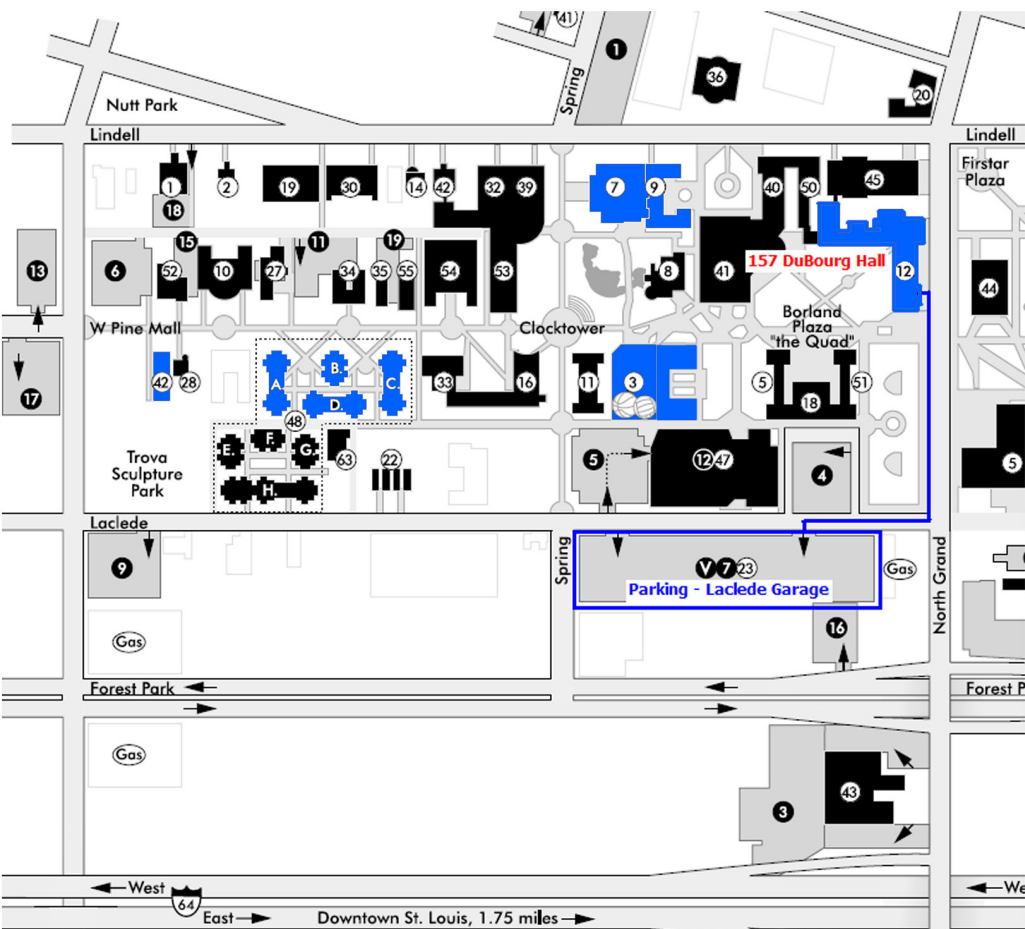 41
1
36
20
Spring
Nutt Park
Lindell
Lindell
Firstar
Plaza
1
2
19
30
14
42
32
39
7
9
40
50
45
18
15
11
19
13
6
52
10
27
34
35
55
54
53
8
41
157 DuBourg Hall
12
44
W Pine Mall
Clocktower
Borland
Plaza
"the Quad"
17
42
28
A.
B.
C.
D.
33
16
11
3
5
51
18
48
E.
F.
G.
H.
63
22
Trova
Sculpture
Park
5
12
47
4
5
Laclede
9
Spring
V
7
23
Gas
Parking - Laclede Garage
North Grand
Gas
16
Forest Park
Forest P
Gas
43
3
West
64
East
Downtown St. Louis, 1.75 miles
We